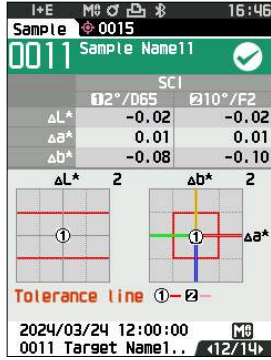 I+E M0 16:46
Sample 0015
0011 Sample Name11
SCI
1 2°/D65 2 10°/F2
ΔL* -0.02 -0.02
Δa* 0.01 0.01
Δb* -0.08 -0.10
ΔL* 2 Δb* 2
① ① Δa*
Tolerance line ①- 2-
2024/03/24 12:00:00 M0
0011 Target Name1.. 12/14